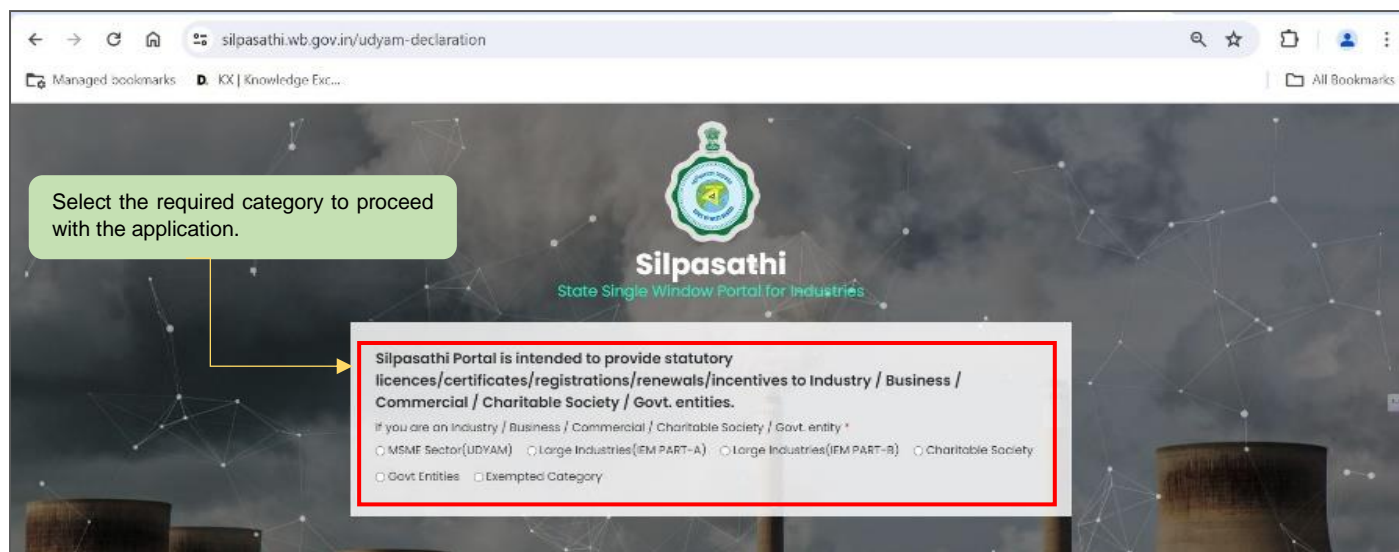 silpasathi.wb.gov.in/udyam-declaration
Managed bookmarks D. KX | Knowledge Exc... All Bookmarks
Select the required category to proceed
with the application.
Silpasathi
State Single Window Portal for Industries
Silpasathi Portal is intended to provide statutory
licences/certificates/registrations/renewals/incentives to Industry / Business /
Commercial / Charitable Society / Govt. entities.
If you are an Industry / Business / Commercial / Charitable Society / Govt. entity *
MSME Sector(UDYAM) Large Industries(IEM PART-A) Large Industries(IEM PART-B) Charitable Society
Govt Entities Exempted Category